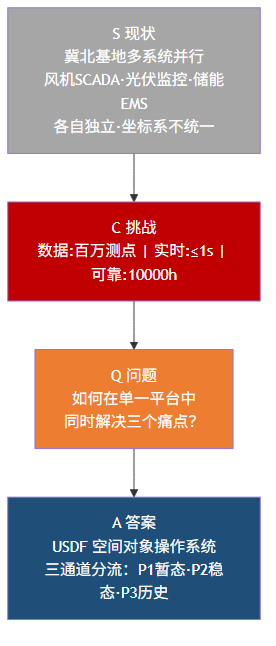 S 现状
冀北基地多系统并行
风机SCADA·光伏监控·储能
EMS
各自独立·坐标系不统一
C 挑战
数据:百万测点 | 实时:≤1s |
可靠:10000h
Q 问题
如何在单一平台中
同时解决三个痛点?
A 答案
USDF 空间对象操作系统
三通道分流：P1暂态·P2稳
态·P3历史